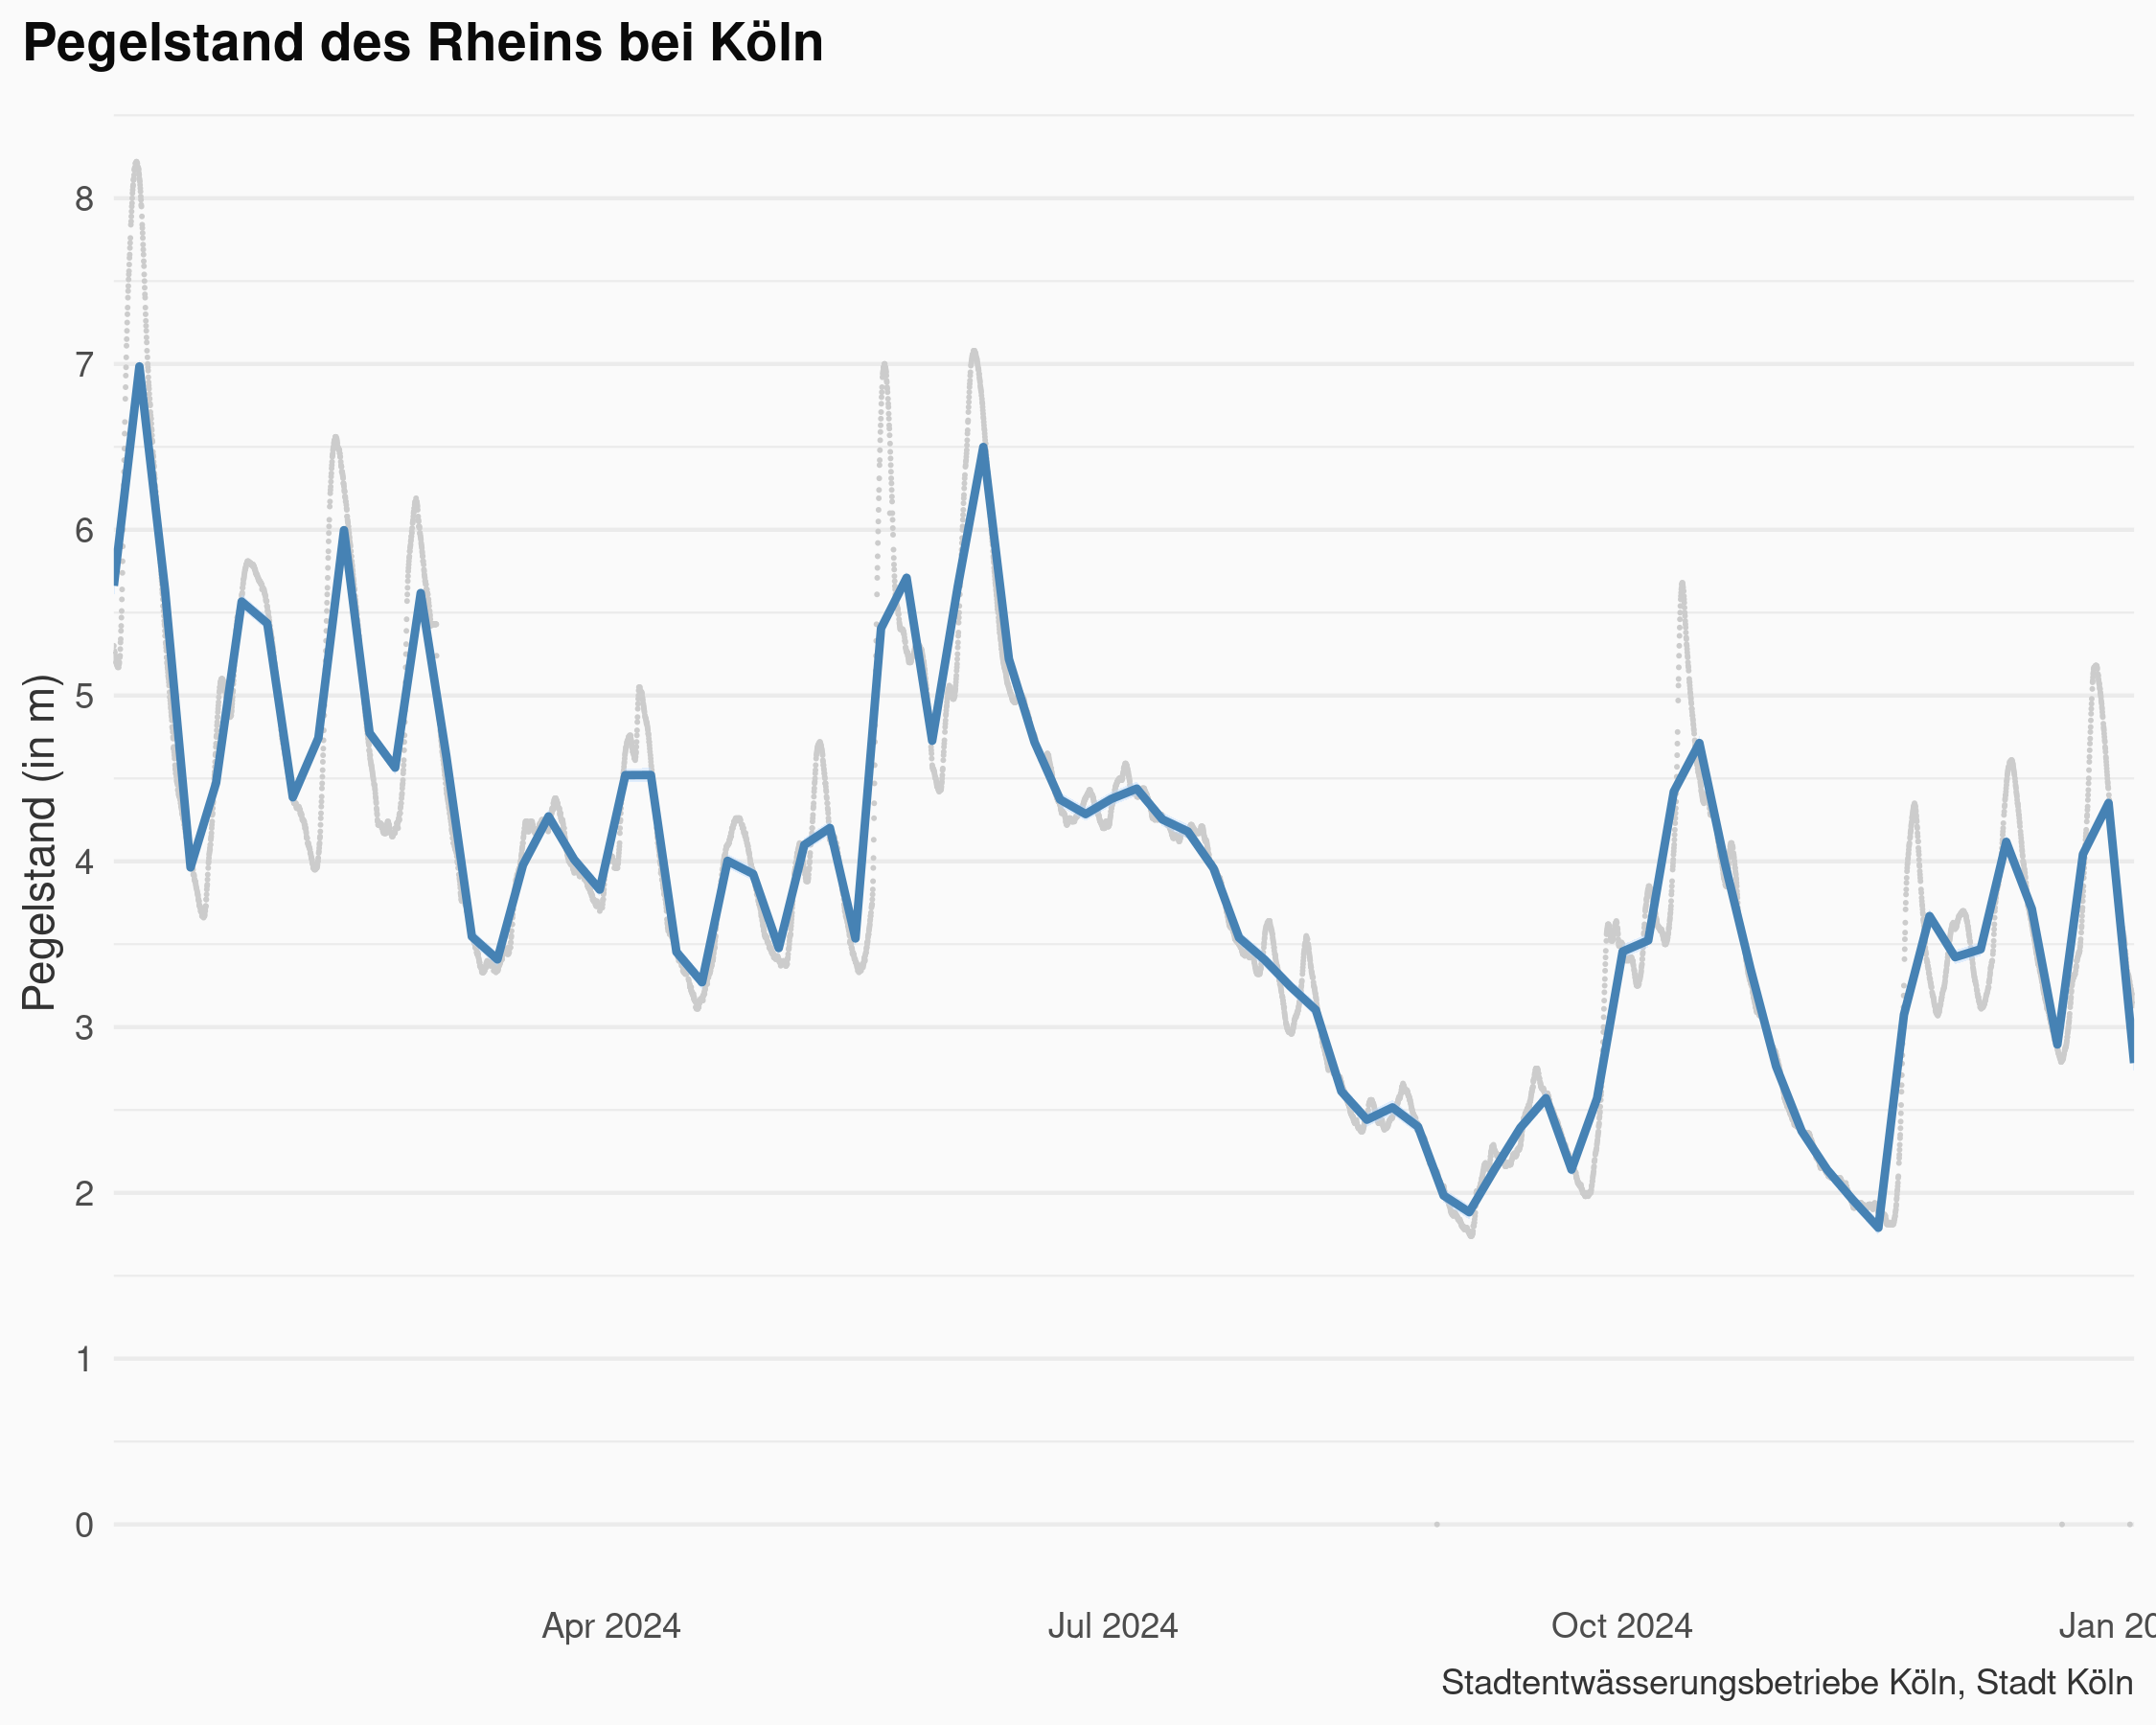 Pegelstand des Rheins bei Köln
Pegelstand (in m)
8
7
6
5
4
3
2
1
0
Apr 2024
Jul 2024
Oct 2024
Jan 20
Stadtentwässerungsbetriebe Köln, Stadt Köln